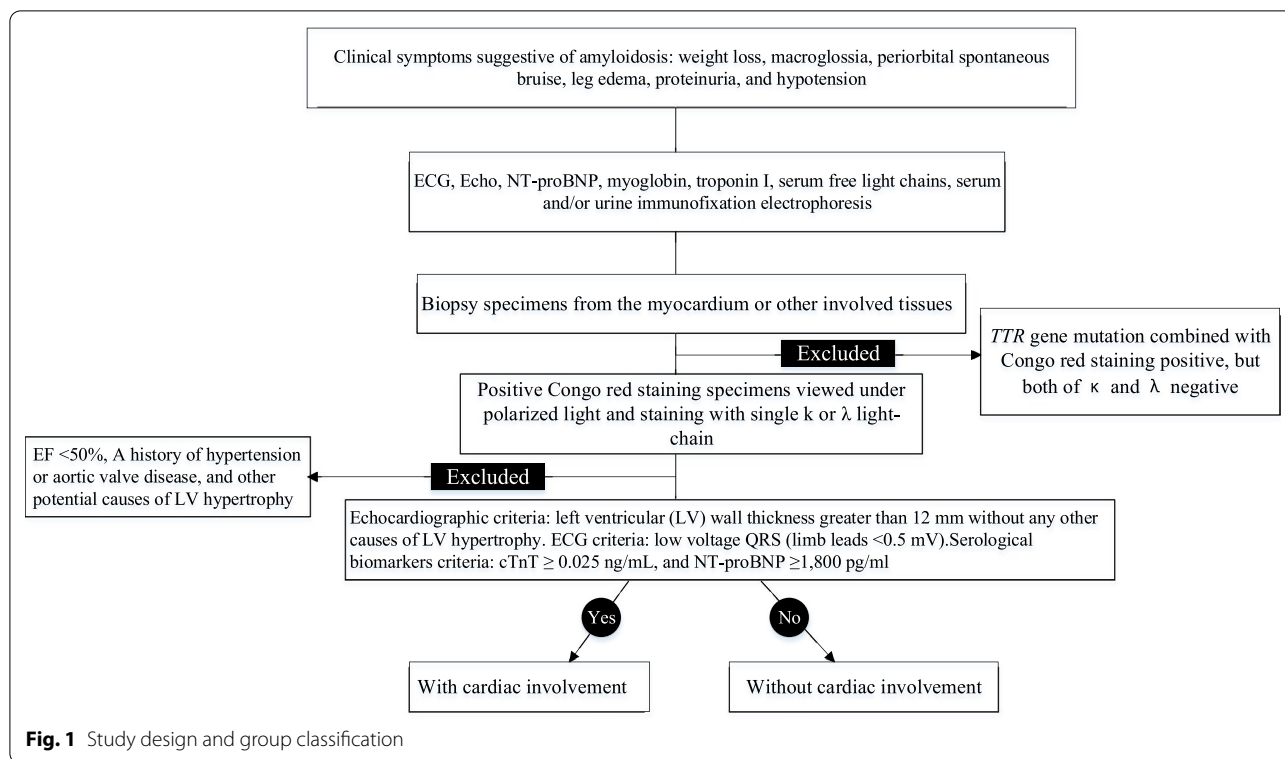 Clinical symptoms suggestive of amyloidosis: weight loss, macroglossia, periorbital spontaneous
bruise, leg edema, proteinuria, and hypotension
ECG, Echo, NT-proBNP, myoglobin, troponin I, serum free light chains, serum
and/or urine immunofixation electrophoresis
Biopsy specimens from the myocardium or other involved tissues
Excluded
TTR gene mutation combined with
Congo red staining positive, but
both of κ and λ negative
Positive Congo red staining specimens viewed under
polarized light and staining with single k or λ light-
chain
Excluded
EF <50%, A history of hypertension
or aortic valve disease, and other
potential causes of LV hypertrophy
Echocardiographic criteria: left ventricular (LV) wall thickness greater than 12 mm without any other
causes of LV hypertrophy. ECG criteria: low voltage QRS (limb leads <0.5 mV).Serological
biomarkers criteria: cTnT ≥ 0.025 ng/mL, and NT-proBNP ≥1,800 pg/ml
Yes
No
With cardiac involvement
Without cardiac involvement
Fig. 1 Study design and group classification